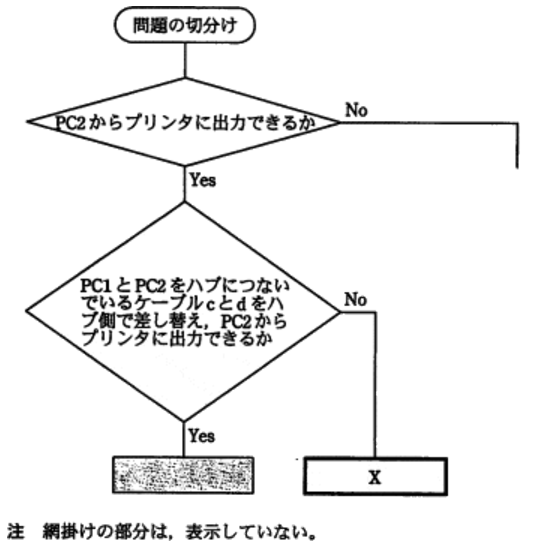 問題の切分け
PC2からプリンタに出力できるか
No
Yes
PC1とPC2をハブにつない
でいるケーブルcとdをハ
ブ側で差し替え，PC2から
プリンタに出力できるか
No
Yes
X
注　網掛けの部分は，表示していない。